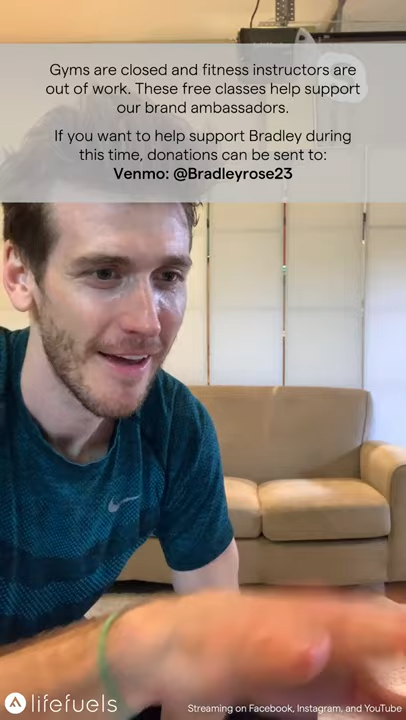 Gyms are closed and fitness instructors are
out of work. These free classes help support
our brand ambassadors.
If you want to help support Bradley during
this time, donations can be sent to:
Venmo: @Bradleyrose23
lifefuels
Streaming on Facebook, Instagram, and YouTube